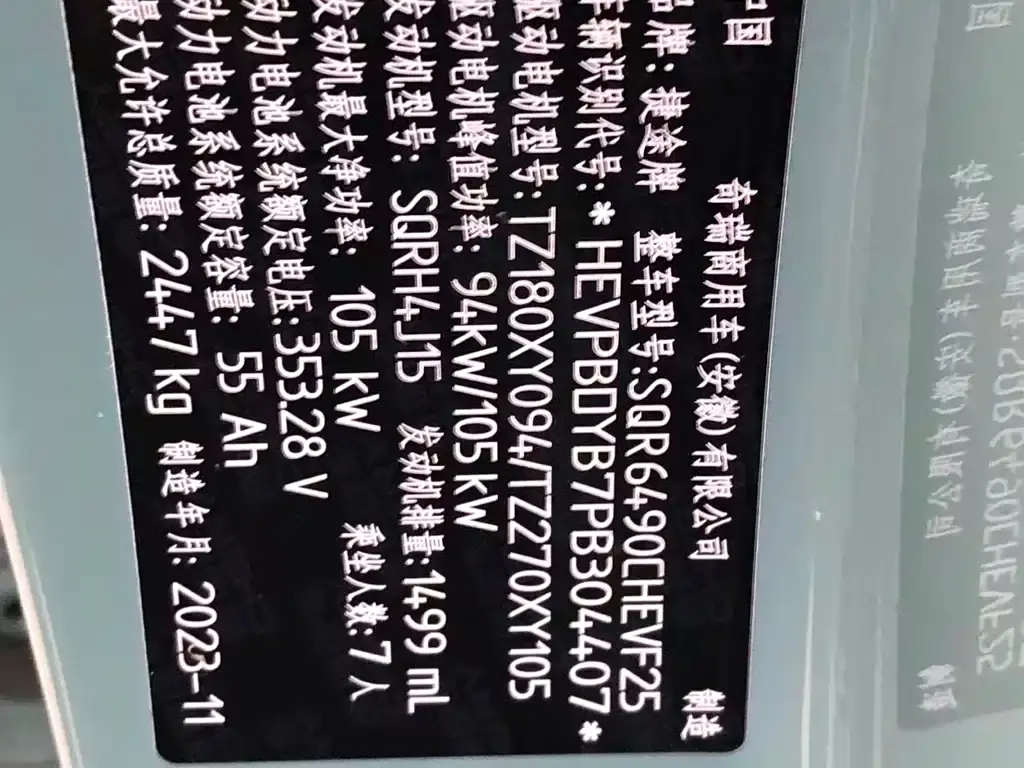 中国 奇瑞商用车(安徽)有限公司 制造
品牌:捷途牌 整车型号:SQR6490CHEVF25
车辆识别代号:*HEVPBDYB7PB304407*
驱动电机型号:TZ180XY094/TZ270XY105
驱动电机峰值功率: 94kW/105kW
发动机型号: SQRH4J15 发动机排量:1499 ml
发动机最大净功率: 105 kW 乘坐人数:7人
动力电池系统额定电压:353.28 V
动力电池系统额定容量: 55 Ah
最大允许总质量: 2447 kg 制造年月: 2023-11